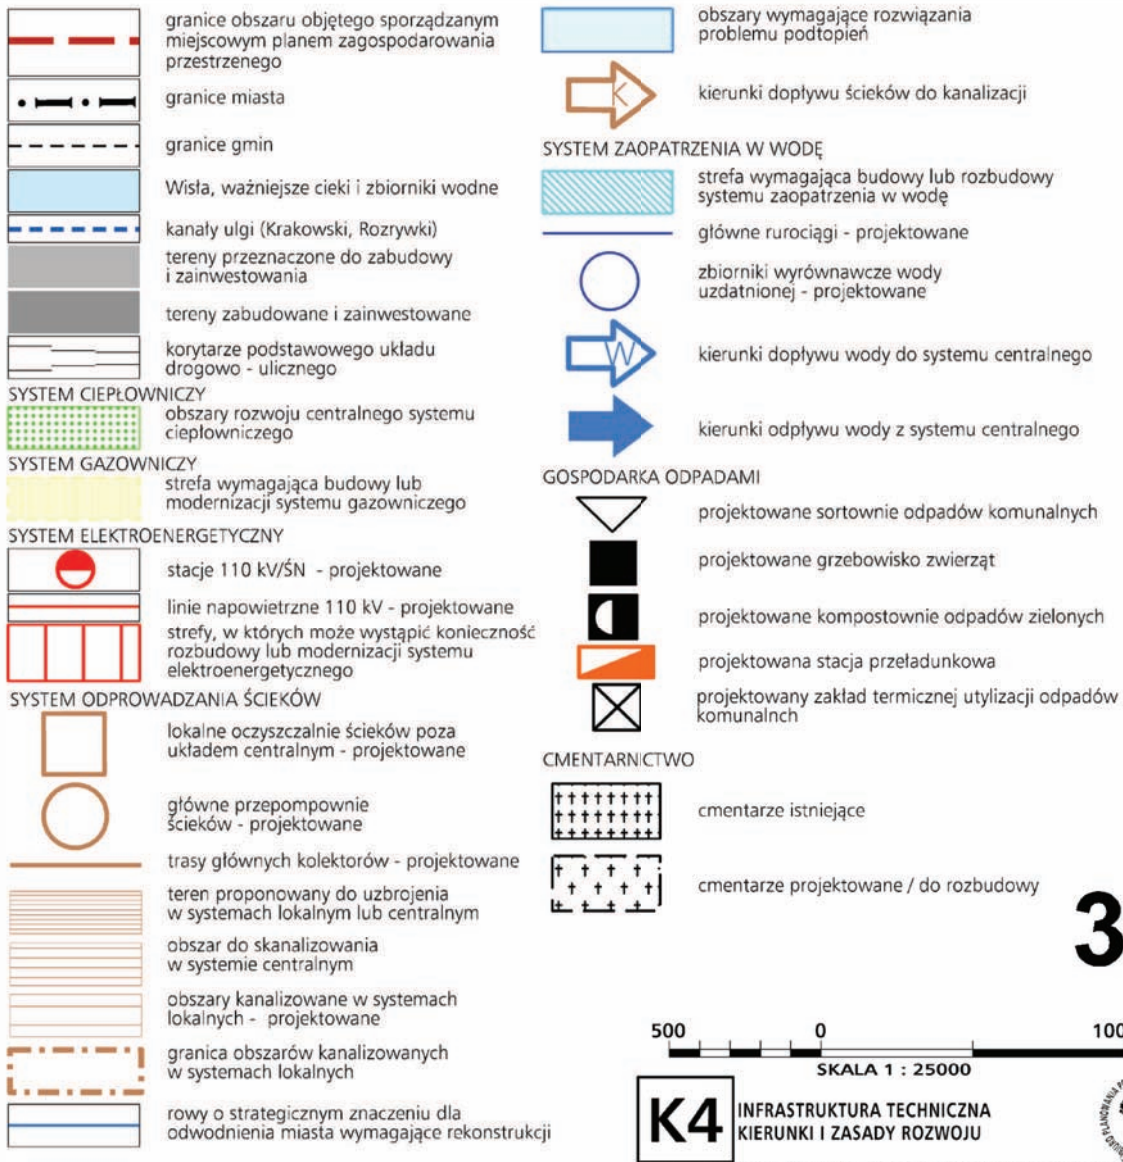 granice obszaru objętego sporządzanym
miejscowym planem zagospodarowania
przestrzenego
granice miasta
granice gmin
Wisła, ważniejsze cieki i zbiorniki wodne
kanały ulgi (Krakowski, Rozrywki)
tereny przeznaczone do zabudowy
i zainwestowania
tereny zabudowane i zainwestowane
korytarze podstawowego układu
drogowo - ulicznego
SYSTEM CIEPŁOWNICZY
obszary rozwoju centralnego systemu
ciepłowniczego
SYSTEM GAZOWNICZY
strefa wymagająca budowy lub
modernizacji systemu gazowniczego
SYSTEM ELEKTROENERGETYCZNY
stacje 110 kV/ŚN - projektowane
linie napowietrzne 110 kV - projektowane
strefy, w których może wystąpić konieczność
rozbudowy lub modernizacji systemu
elektroenergetycznego
SYSTEM ODPROWADZANIA ŚCIEKÓW
lokalne oczyszczalnie ścieków poza
układem centralnym - projektowane
główne przepompownie
ścieków - projektowane
trasy głównych kolektorów - projektowane
teren proponowany do uzbrojenia
w systemach lokalnym lub centralnym
obszar do skanalizowania
w systemie centralnym
obszary kanalizowane w systemach
lokalnych - projektowane
granica obszarów kanalizowanych
w systemach lokalnych
rowy o strategicznym znaczeniu dla
odwodnienia miasta wymagające rekonstrukcji
obszary wymagające rozwiązania
problemu podtopień
K
kierunki dopływu ścieków do kanalizacji
SYSTEM ZAOPATRZENIA W WODĘ
strefa wymagająca budowy lub rozbudowy
systemu zaopatrzenia w wodę
główne rurociągi - projektowane
zbiorniki wyrównawcze wody
uzdatnionej - projektowane
W
kierunki dopływu wody do systemu centralnego
kierunki odpływu wody z systemu centralnego
GOSPODARKA ODPADAMI
projektowane sortownie odpadów komunalnych
projektowane grzebowisko zwierząt
projektowane kompostownie odpadów zielonych
projektowana stacja przeładunkowa
projektowany zakład termicznej utylizacji odpadów
komunalnch
CMENTARNICTWO
cmentarze istniejące
cmentarze projektowane / do rozbudowy
3
500 0 100
SKALA 1 : 25000
K4
INFRASTRUKTURA TECHNICZNA
KIERUNKI I ZASADY ROZWOJU